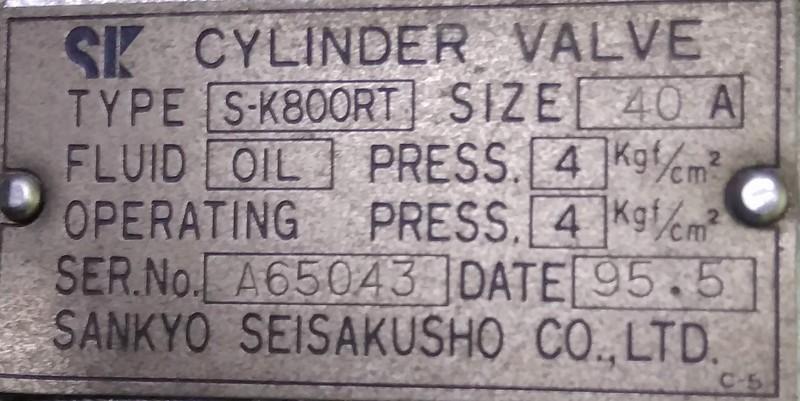 SK CYLINDER VALVE
TYPE S-K800RT SIZE 40 A
FLUID OIL PRESS. 4 Kgf/cm²
OPERATING PRESS. 4 Kgf/cm²
SER.No. A65043 DATE 95.5
SANKYO SEISAKUSHO CO.,LTD.
C-5